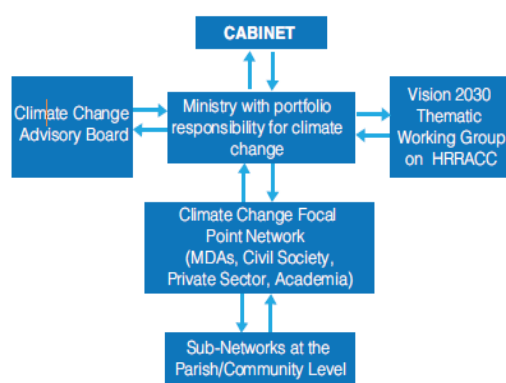 CABINET
Climate Change
Advisory Board
Ministry with portfolio
responsibility for climate
change
Vision 2030
Thematic
Working Group
on HRRACC
Climate Change Focal
Point Network
(MDAs, Civil Society,
Private Sector, Academia)
Sub-Networks at the
Parish/Community Level